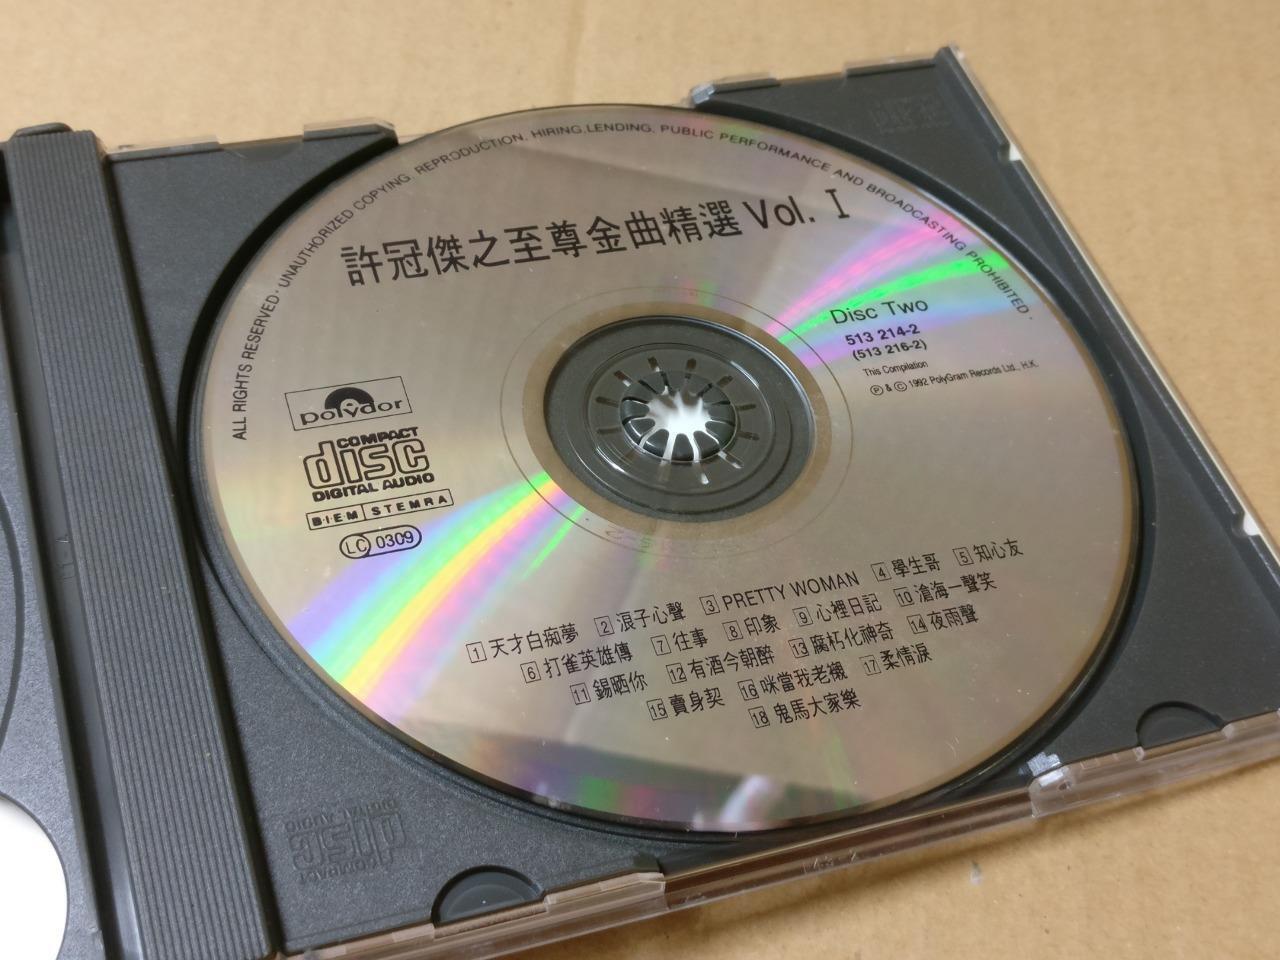 ALL RIGHTS RESERVED · UNAUTHORIZED COPYING, REPRODUCTION, HIRING, LENDING, PUBLIC PERFORMANCE AND BROADCASTING PROHIBITED ·
許冠傑之至尊金曲精選 Vol. I
Disc Two
513 214-2
(513 216-2)
This Compilation
Ⓟ & © 1992 PolyGram Records Ltd., H.K.
polydor
COMPACT
disc
DIGITAL AUDIO
BIEM STEMRA
LC 0309
1 天才白痴夢 2 浪子心聲 3 PRETTY WOMAN 4 學生哥 5 知心友
6 打雀英雄傳 7 往事 8 印象 9 心裡日記 10 滄海一聲笑
11 錫晒你 12 有酒今朝醉 13 腐朽化神奇 14 夜雨聲
15 賣身契 16 咪當我老襯 17 柔情淚
18 鬼馬大家樂
COMPACT
disc
DIGITAL AUDIO